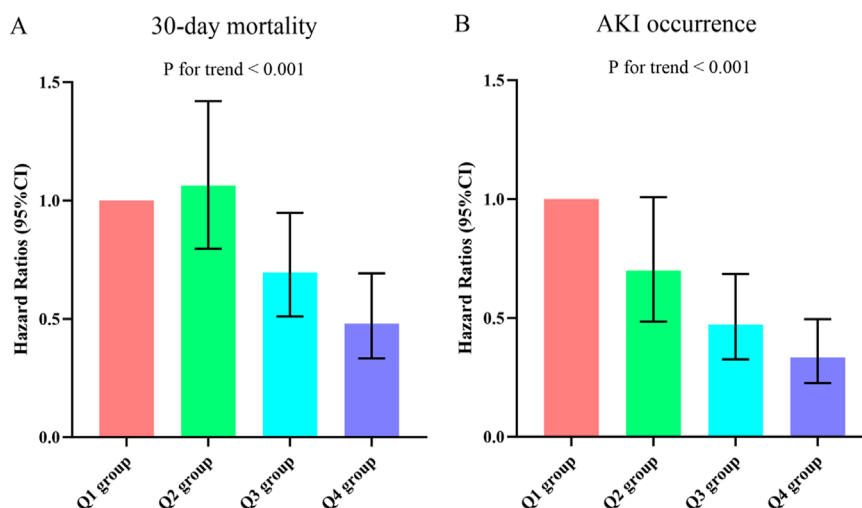 A
30-day mortality
P for trend < 0.001
Hazard Ratios (95%CI)
1.5
1.0
0.5
0.0
Q1 group
Q2 group
Q3 group
Q4 group
B
AKI occurrence
P for trend < 0.001
Hazard Ratios (95%CI)
1.5
1.0
0.5
0.0
Q1 group
Q2 group
Q3 group
Q4 group